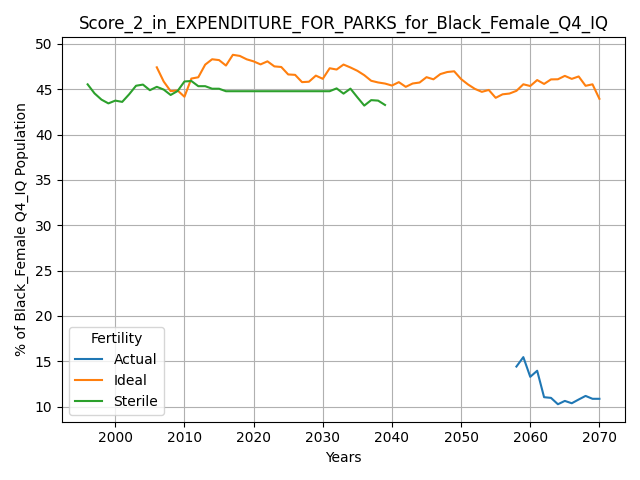 Score_2_in_EXPENDITURE_FOR_PARKS_for_Black_Female_Q4_IQ
% of Black_Female Q4_IQ Population
50
45
40
35
30
25
20
15
10
Fertility
Actual
Ideal
Sterile
2000 2010 2020 2030 2040 2050 2060 2070
Years